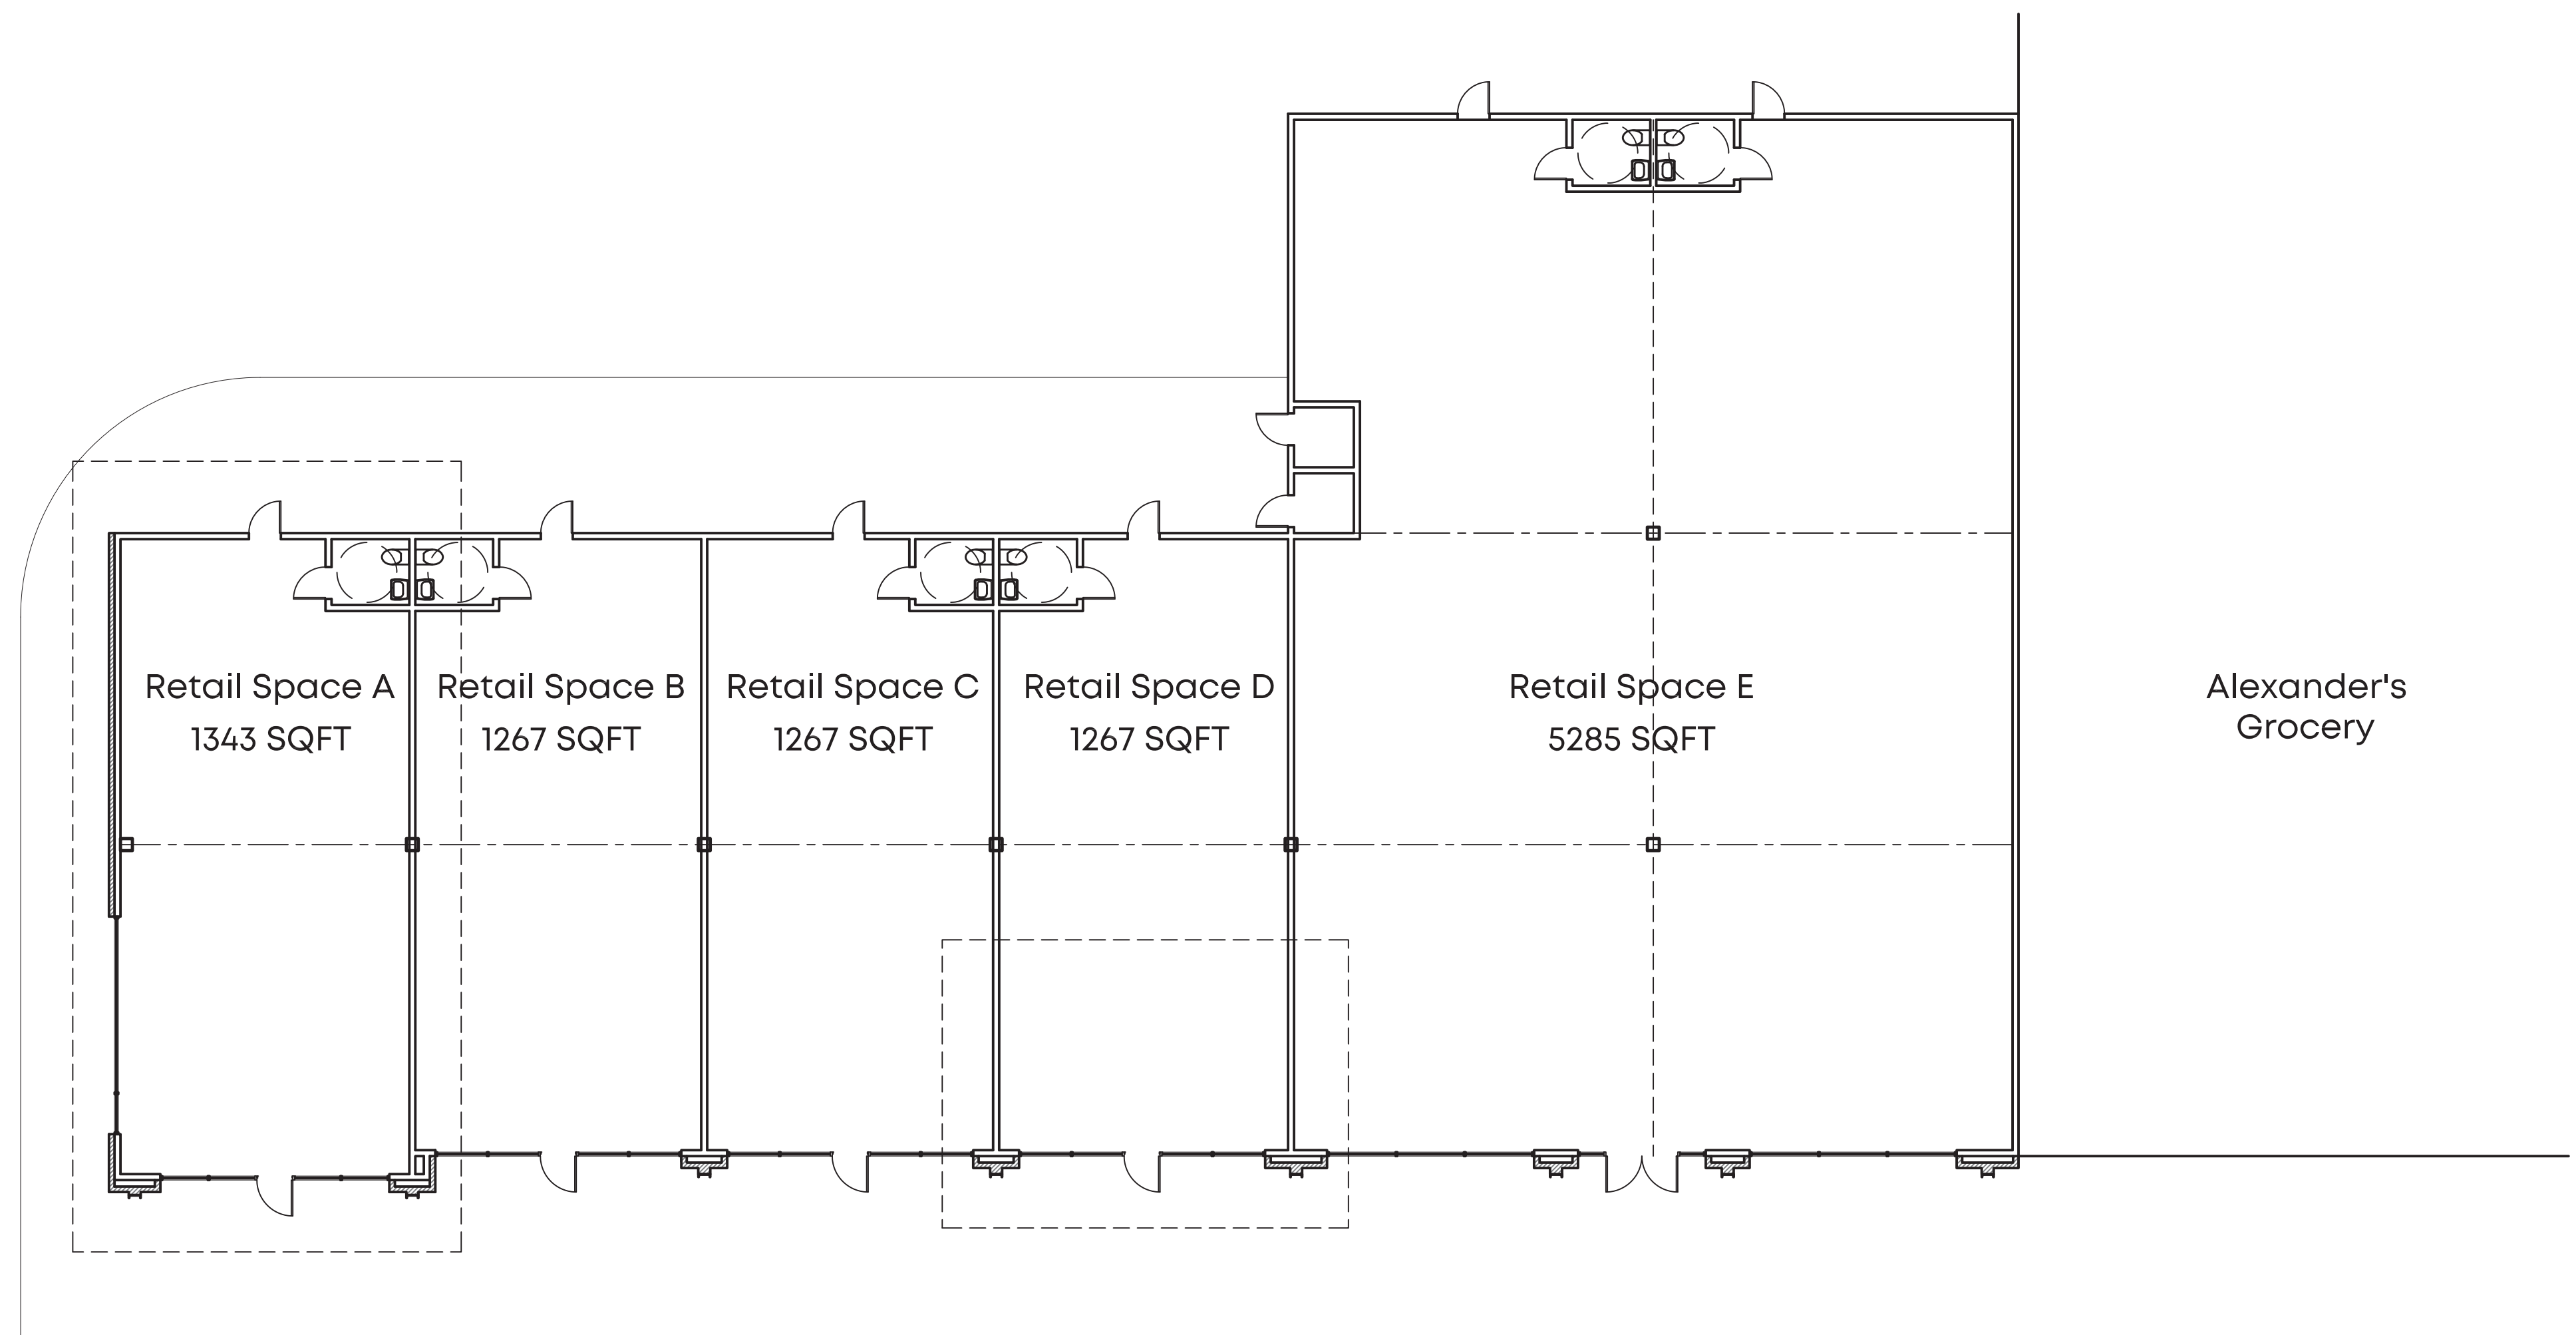 Retail Space A
1343 SQFT
Retail Space B
1267 SQFT
Retail Space C
1267 SQFT
Retail Space D
1267 SQFT
Retail Space E
5285 SQFT
Alexander's
Grocery